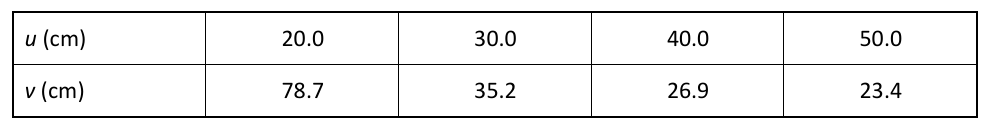 u (cm) 20.0 30.0 40.0 50.0
v (cm) 78.7 35.2 26.9 23.4